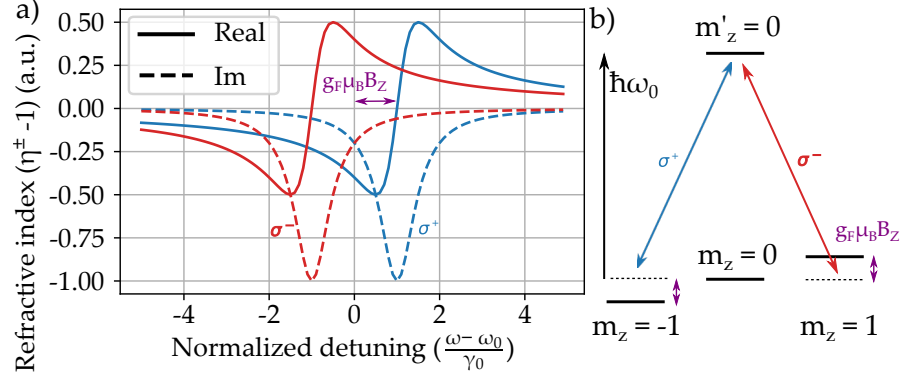 a)
Refractive index (η± -1) (a.u.)
0.50
0.25
0.00
-0.25
-0.50
-0.75
-1.00
Real
Im
gFμBBZ
σ−
σ+
-4 -2 0 2 4
Normalized detuning (ω− ω0/γ0)
b)
m'z = 0
ħω0
σ+ σ−
gFμBBZ
mz = 0
mz = -1 mz = 1